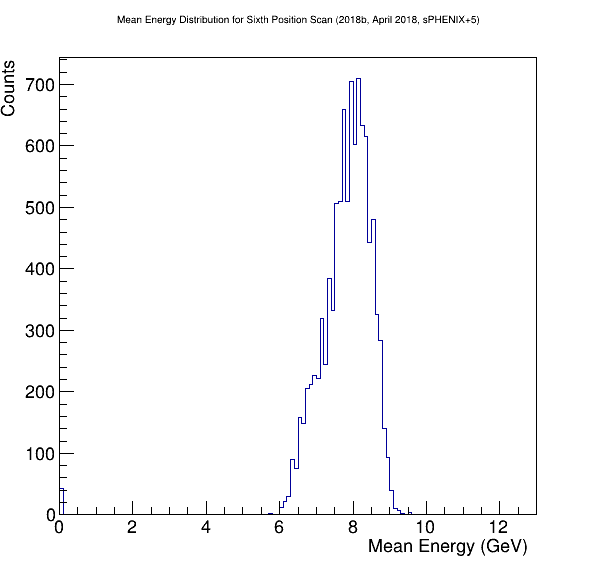 Mean Energy Distribution for Sixth Position Scan (2018b, April 2018, sPHENIX+5)
Counts
700
600
500
400
300
200
100
0
0 2 4 6 8 10 12
Mean Energy (GeV)